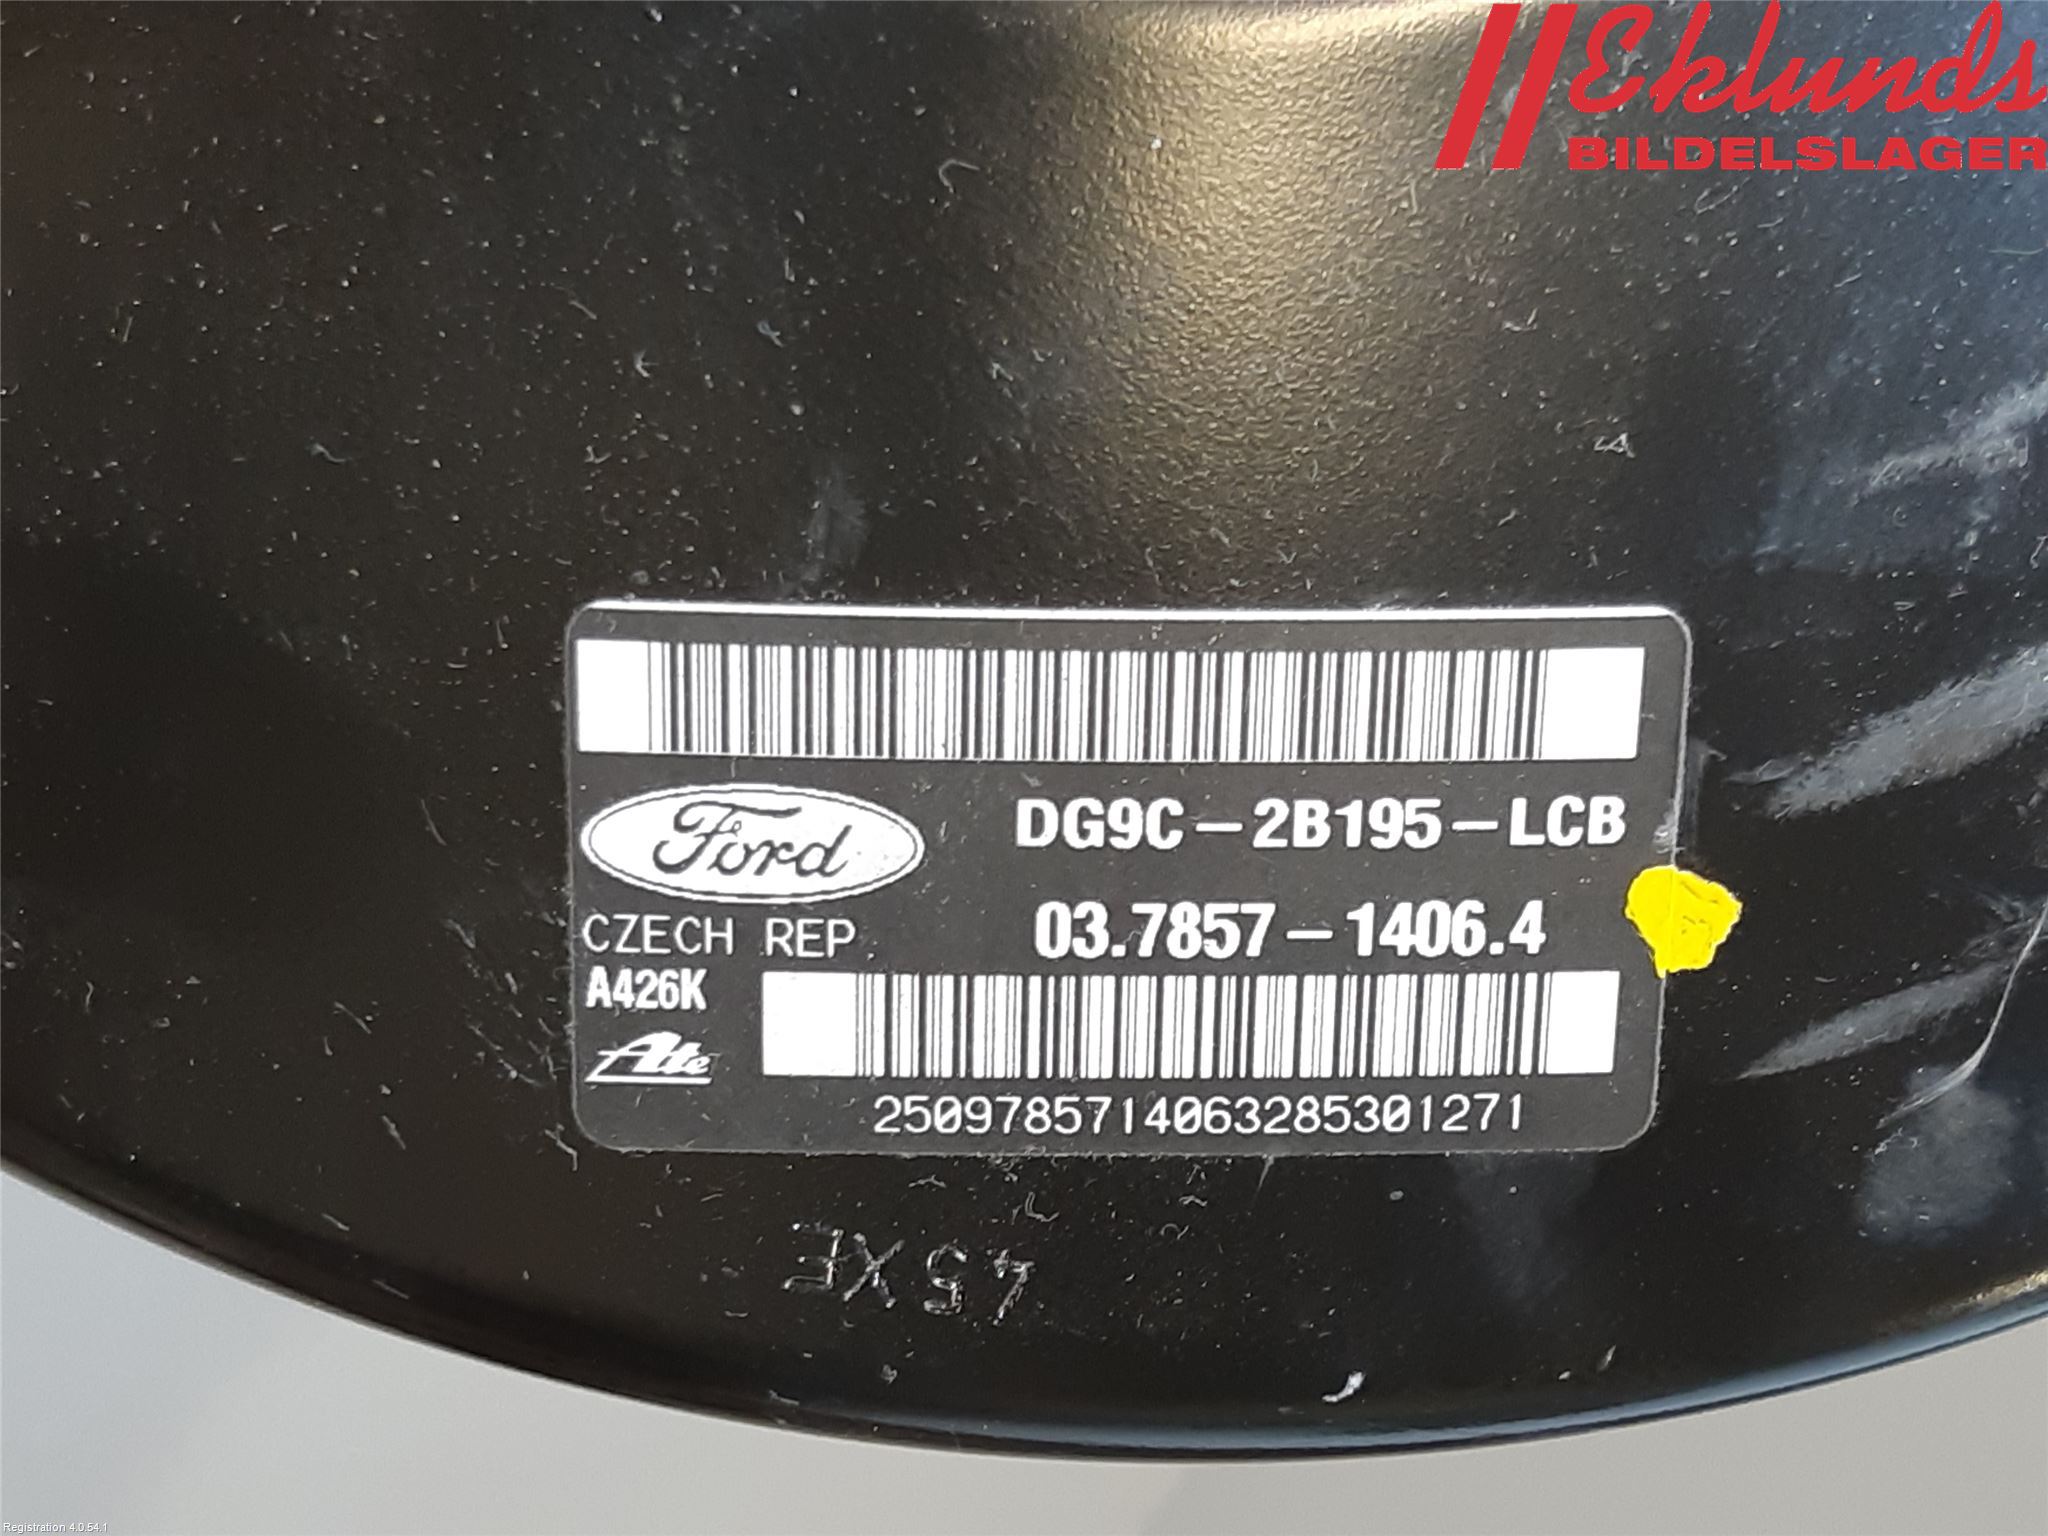 Eklunds
BILDELSLAGER
Ford
DG9C-2B195-LCB
CZECH REP
03.7857-1406.4
A426K
Ate
2509785714063285301271
45XE
Registration 4.0.54.1